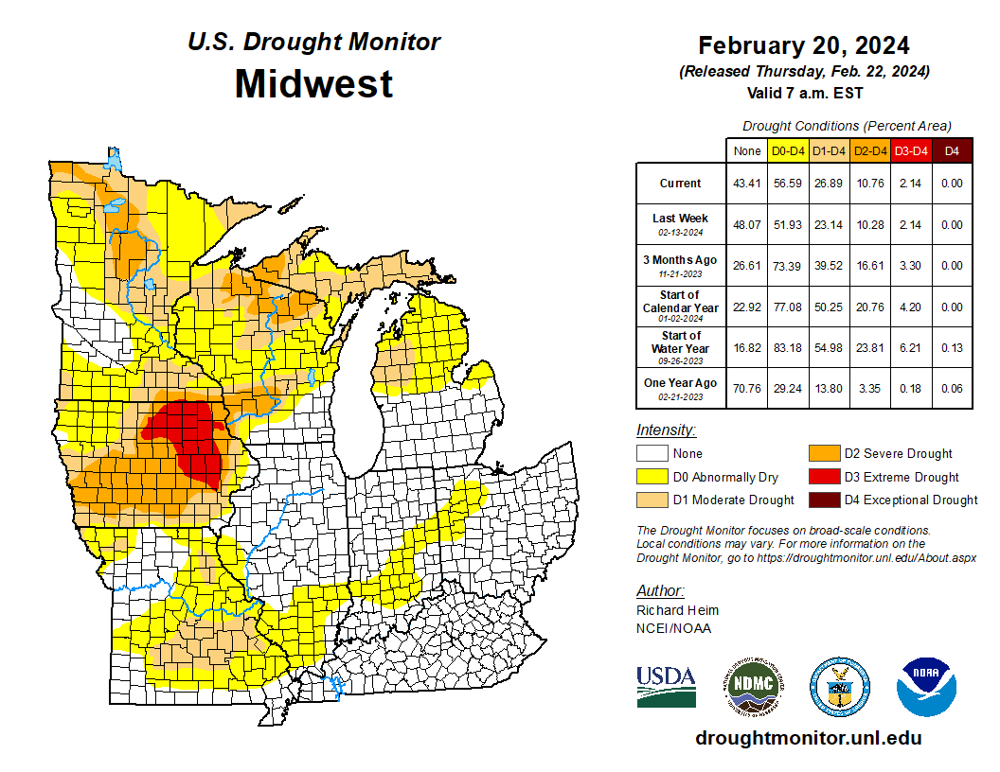 U.S. Drought Monitor
Midwest
February 20, 2024
(Released Thursday, Feb. 22, 2024)
Valid 7 a.m. EST
Drought Conditions (Percent Area)
None D0-D4 D1-D4 D2-D4 D3-D4 D4
Current 43.41 56.59 26.89 10.76 2.14 0.00
Last Week
02-13-2024 48.07 51.93 23.14 10.28 2.14 0.00
3 Months Ago
11-21-2023 26.61 73.39 39.52 16.61 3.30 0.00
Start of
Calendar Year
01-02-2024 22.92 77.08 50.25 20.76 4.20 0.00
Start of
Water Year
09-26-2023 16.82 83.18 54.98 23.81 6.21 0.13
One Year Ago
02-21-2023 70.76 29.24 13.80 3.35 0.18 0.06
Intensity:
None
D0 Abnormally Dry
D1 Moderate Drought
D2 Severe Drought
D3 Extreme Drought
D4 Exceptional Drought
The Drought Monitor focuses on broad-scale conditions.
Local conditions may vary. For more information on the
Drought Monitor, go to https://droughtmonitor.unl.edu/About.aspx
Author:
Richard Heim
NCEI/NOAA
USDA
NDMC
NOAA
droughtmonitor.unl.edu